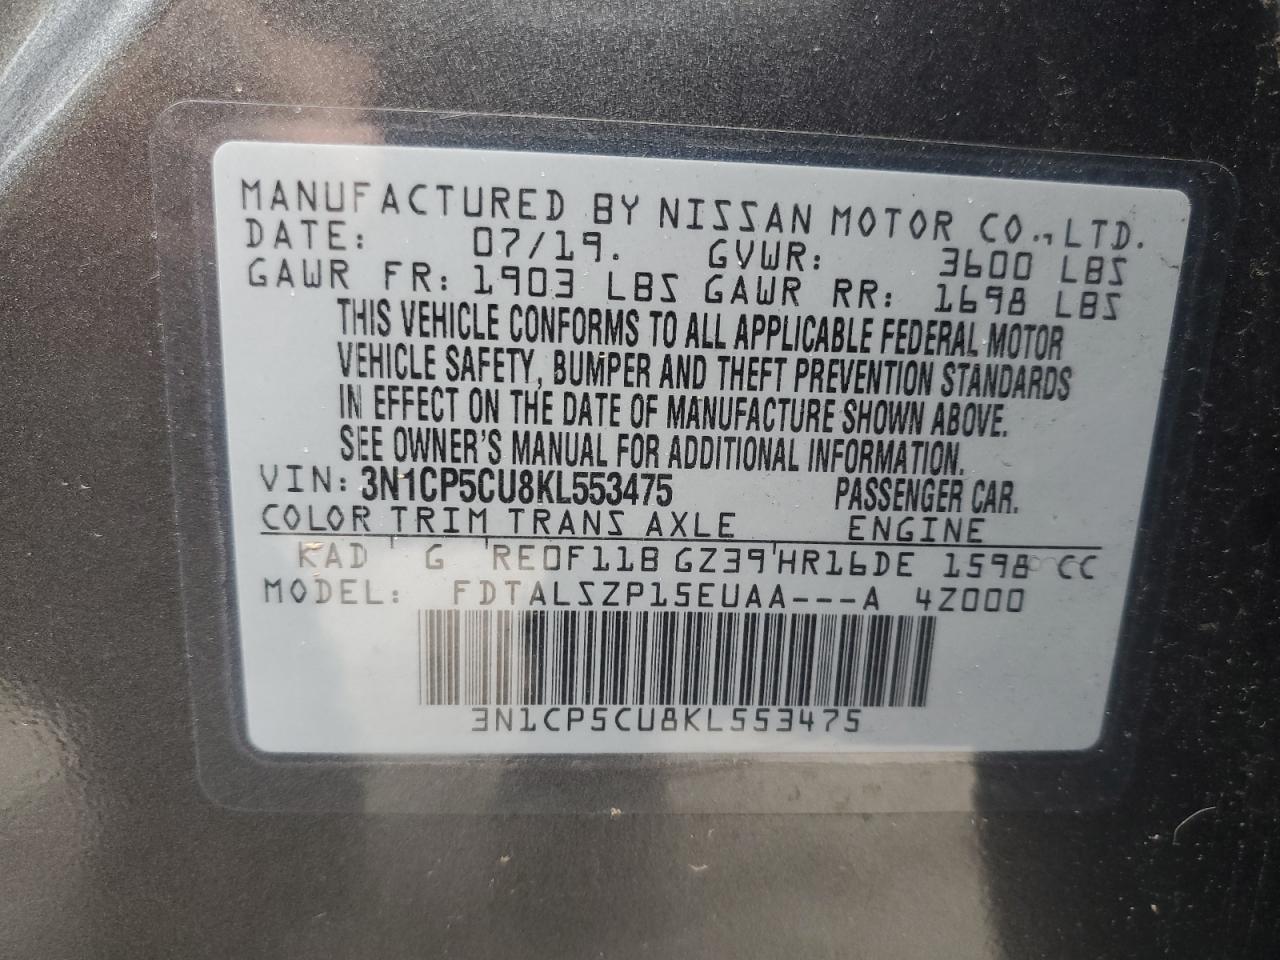 MANUFACTURED BY NISSAN MOTOR CO., LTD.
DATE: 07/19. GVWR: 3600 LBS
GAWR FR: 1903 LBS GAWR RR: 1698 LBS
THIS VEHICLE CONFORMS TO ALL APPLICABLE FEDERAL MOTOR
VEHICLE SAFETY, BUMPER AND THEFT PREVENTION STANDARDS
IN EFFECT ON THE DATE OF MANUFACTURE SHOWN ABOVE.
SEE OWNER'S MANUAL FOR ADDITIONAL INFORMATION.
VIN: 3N1CP5CU8KL553475 PASSENGER CAR.
COLOR TRIM TRANS AXLE ENGINE
KAD G RE0F11B GZ39 HR16DE 1598 CC
MODEL: FDTALSZP15EUAA---A 4Z000
3N1CP5CU8KL553475